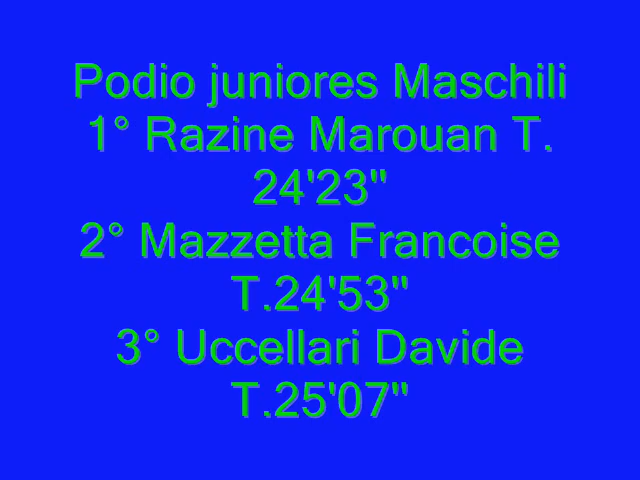 Podio juniores Maschili
1° Razine Marouan T.
24'23"
2° Mazzetta Francoise
T.24'53"
3° Uccellari Davide
T.25'07"